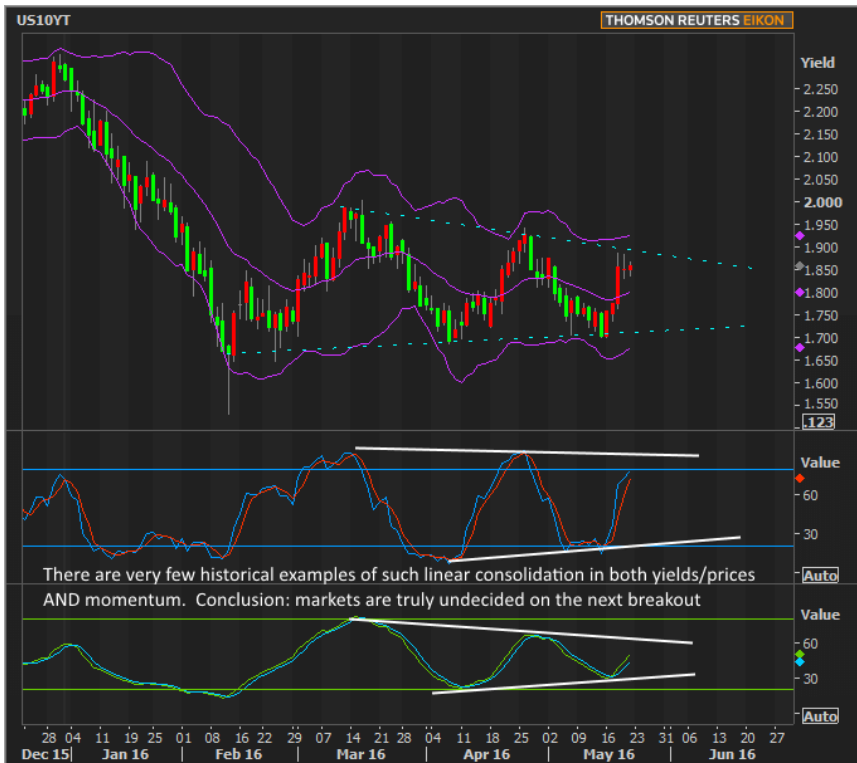 US10YT
THOMSON REUTERS EIKON
Yield
2.250
2.200
2.150
2.100
2.050
2.000
1.950
1.900
1.850
1.800
1.750
1.700
1.650
1.600
1.550
.123
Value
60
30
Auto
There are very few historical examples of such linear consolidation in both yields/prices
AND momentum.  Conclusion: markets are truly undecided on the next breakout
Value
60
30
Auto
28 04 11 19 25 01 08 16 22 29 07 14 21 28 04 11 18 25 02 09 16 23 31 06 13 20 27
Dec 15 Jan 16 Feb 16 Mar 16 Apr 16 May 16 Jun 16